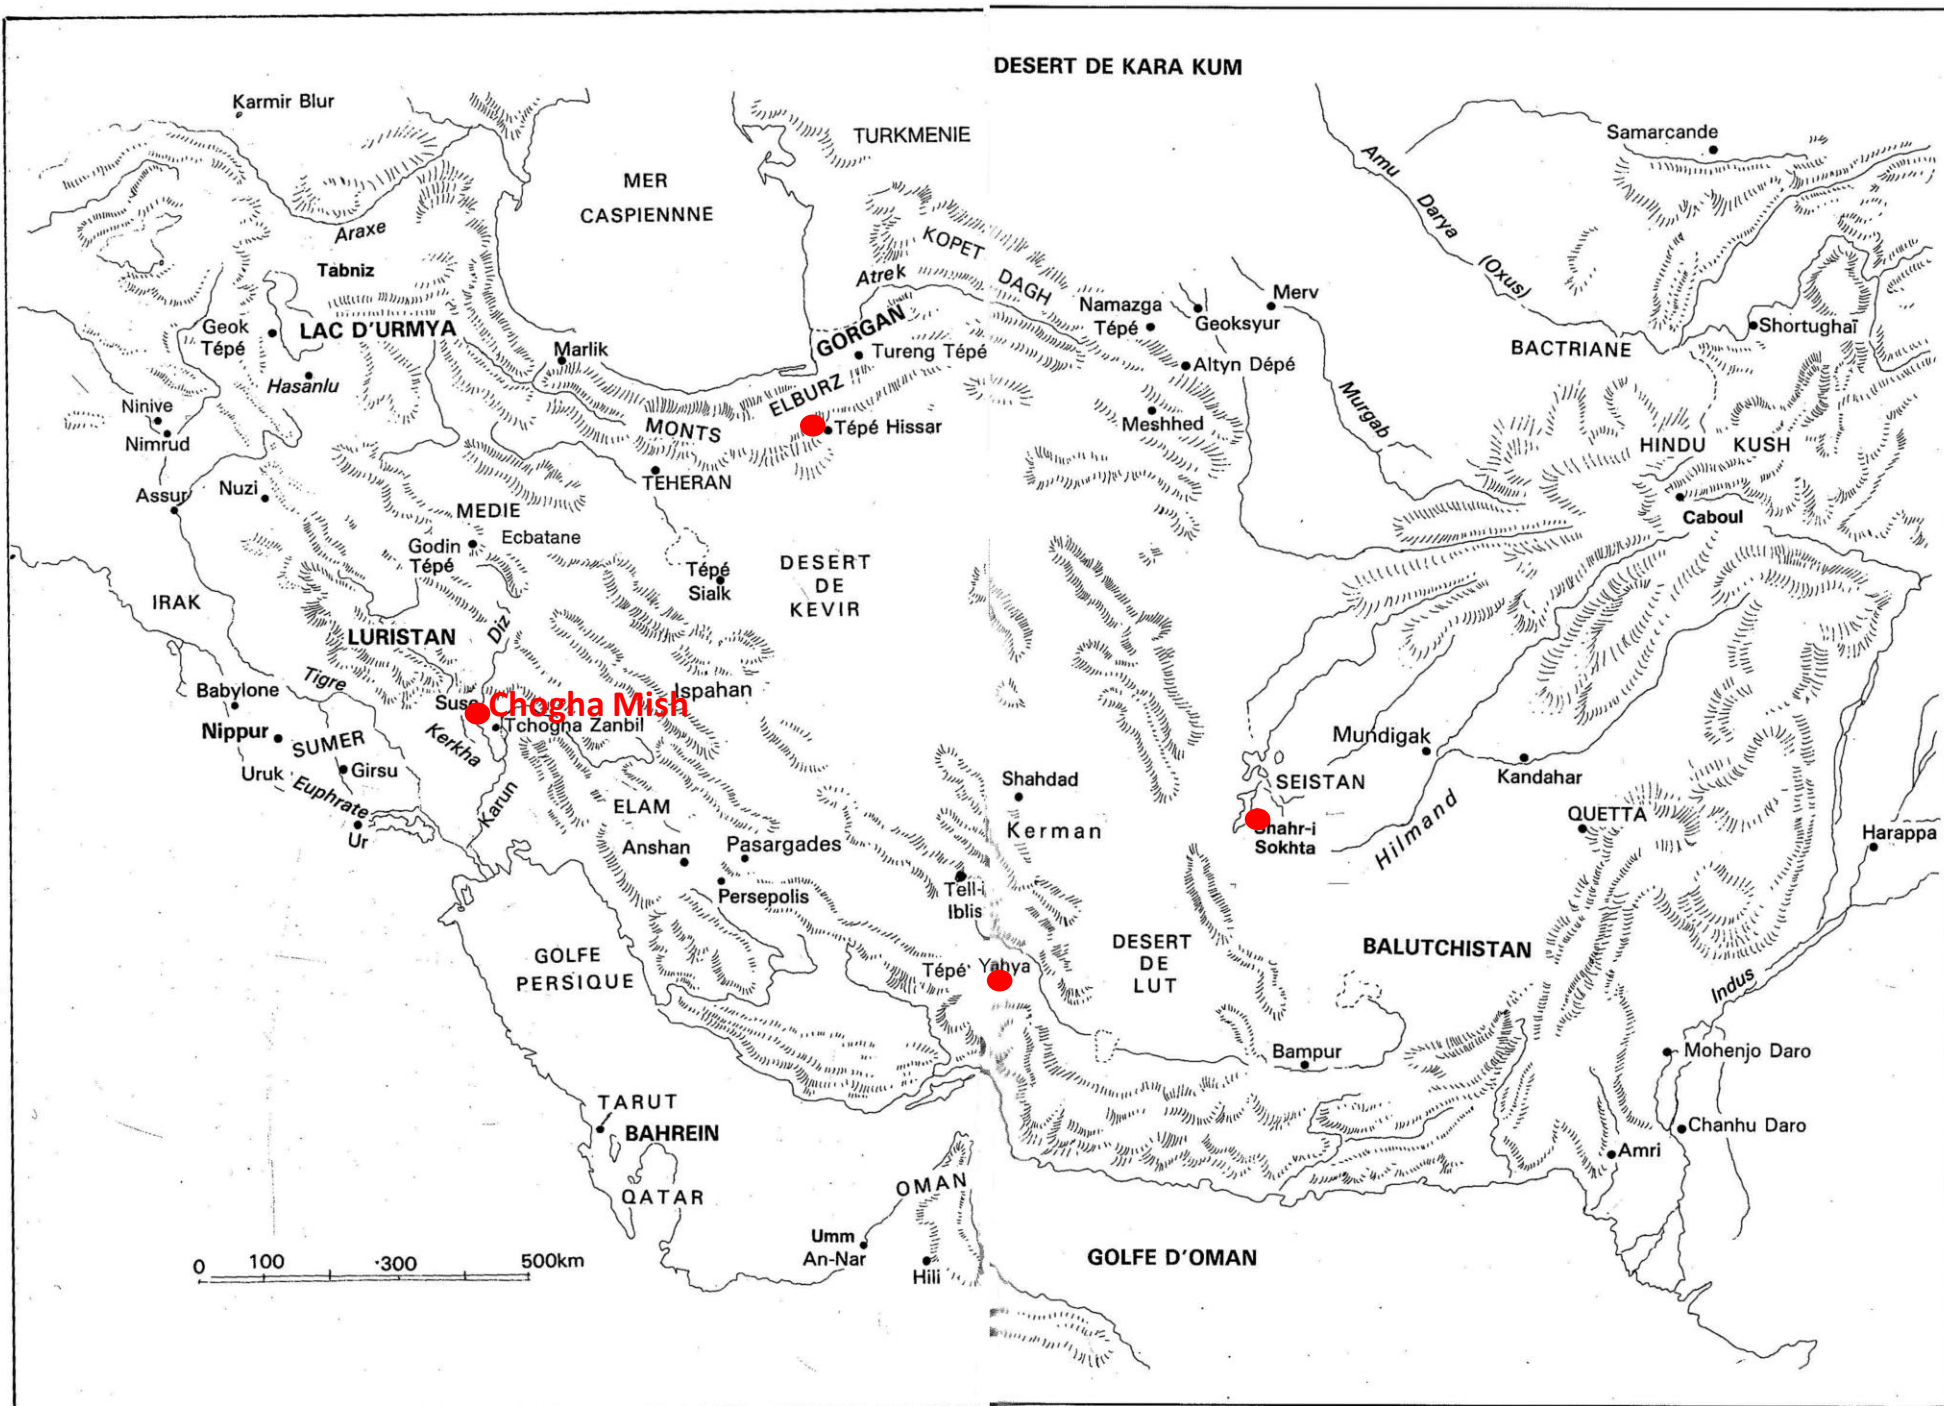 DESERT DE KARA KUM
Karmir Blur
TURKMENIE
Samarcande
MER
CASPIENNNE
Amu
Darya
(Oxus)
Araxe
Tabniz
KOPET
DAGH
Atrek
Namazga
Tépé
Geoksyur
Merv
Shortughaï
Geok
Tépé
LAC D'URMYA
Hasanlu
Marlik
GORGAN
Tureng Tépé
Altyn Dépé
BACTRIANE
Ninive
Nimrud
MONTS
ELBURZ
Tépé Hissar
Meshhed
Murgab
HINDU KUSH
Assur
Nuzi
TEHERAN
MEDIE
Caboul
Godin
Tépé
Ecbatane
Tépé
Sialk
DESERT
DE
KEVIR
IRAK
LURISTAN
Diz
Babylone
Tigre
Suse
Chogha Mish
Ispahan
Nippur
SUMER
Kerkha
Tchogha Zanbil
Mundigak
Kandahar
Uruk
Girsu
Euphrate
Ur
Karun
ELAM
Shahdad
Kerman
SEISTAN
Shahr-i
Sokhta
Hilmand
QUETTA
Harappa
Anshan
Pasargades
Persepolis
Tell-i
Iblis
GOLFE
PERSIQUE
Tépé Yahya
DESERT
DE
LUT
BALUTCHISTAN
Indus
Bampur
Mohenjo Daro
TARUT
BAHREIN
Chanhu Daro
Amri
QATAR
OMAN
Umm
An-Nar
Hili
GOLFE D'OMAN
0 100 300 500km